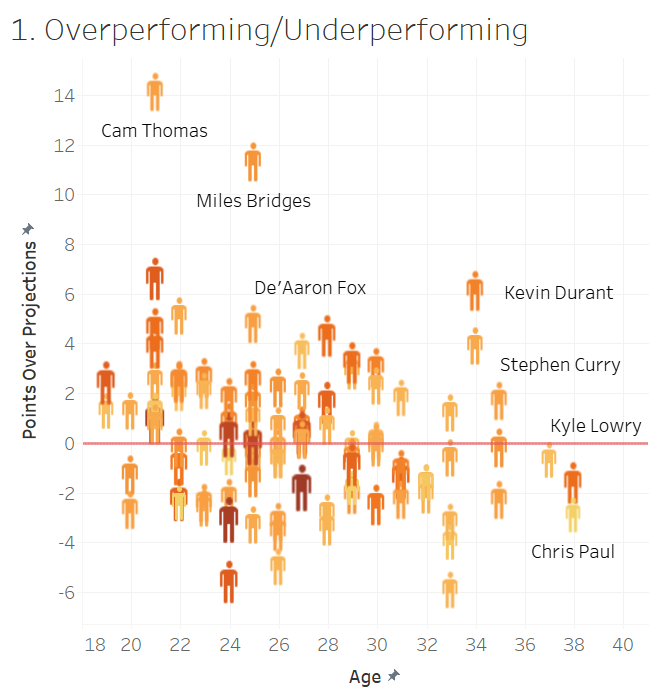 1. Overperforming/Underperforming
14
Cam Thomas
12
Miles Bridges
10
8
De'Aaron Fox
6
Kevin Durant
4
Stephen Curry
2
Kyle Lowry
0
-2
Chris Paul
-4
-6
Points Over Projections
18 20 22 24 26 28 30 32 34 36 38 40
Age